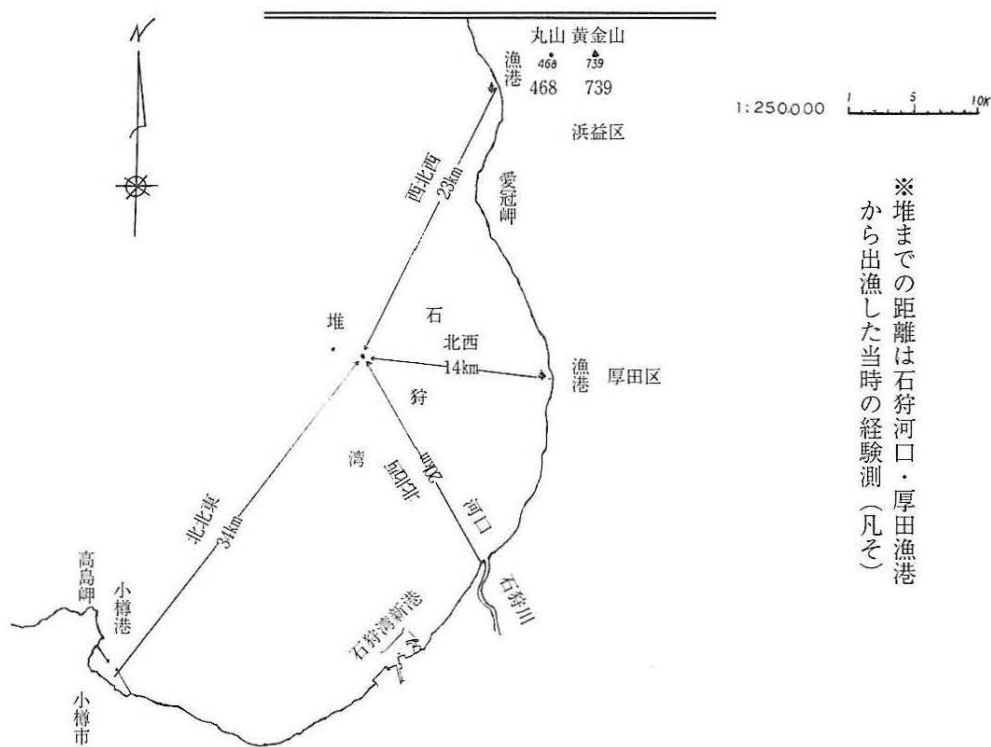 N
丸山 黄金山
468 739
468 739
漁港
浜益区
1:250,000
1 5 10K
愛冠岬
西北西
23km
堆
石
狩
湾
北西
14km
漁港
厚田区
北北西
20km
河口
石狩川
北北東
34km
高島岬
小樽港
小樽市
石狩湾新港
※堆までの距離は石狩河口・厚田漁港
から出漁した当時の経験測（凡そ）